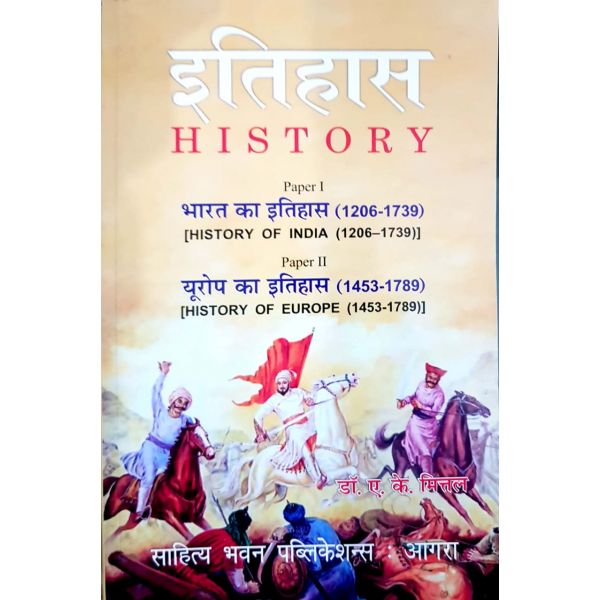 इतिहास
HISTORY
Paper I
भारत का इतिहास (1206-1739)
[HISTORY OF INDIA (1206–1739)]
Paper II
यूरोप का इतिहास (1453-1789)
[HISTORY OF EUROPE (1453-1789)]
डॉ. ए. के. मित्तल
साहित्य भवन पब्लिकेशन्स : आगरा